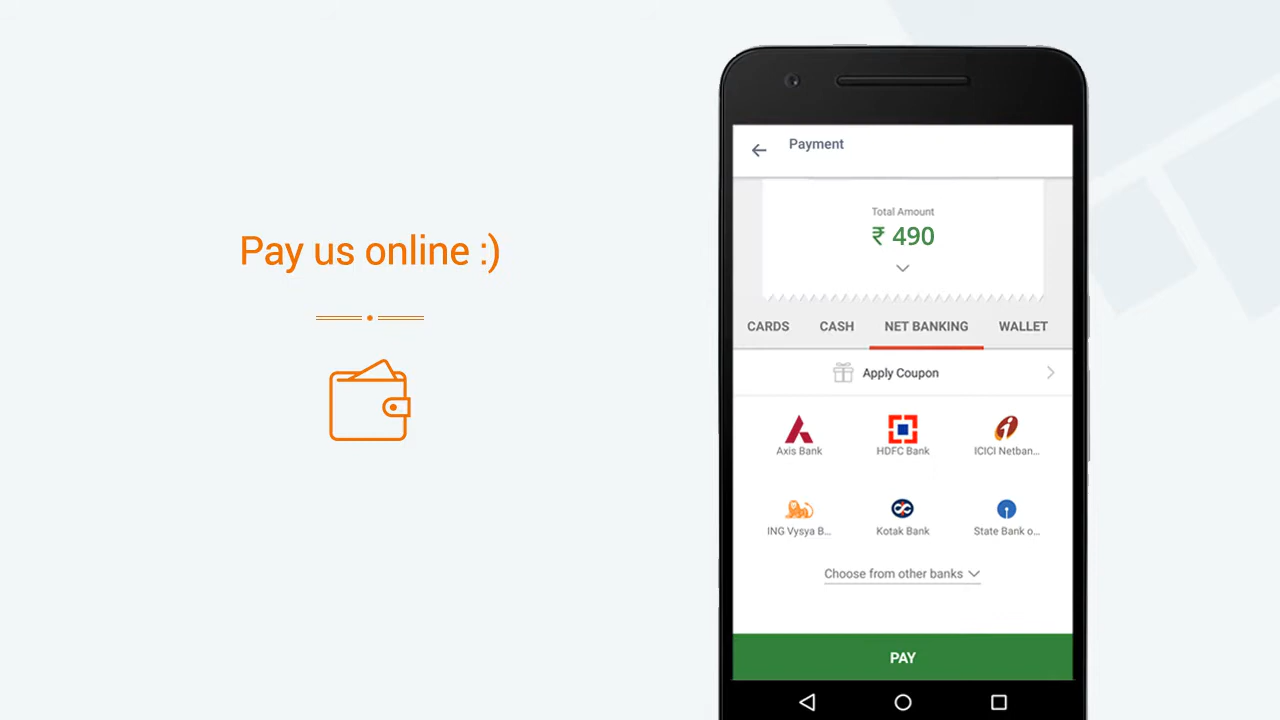 Pay us online :)
Payment
Total Amount
₹ 490
CARDS CASH NET BANKING WALLET
Apply Coupon
Axis Bank HDFC Bank ICICI Netban...
ING Vysya B... Kotak Bank State Bank o...
Choose from other banks
PAY